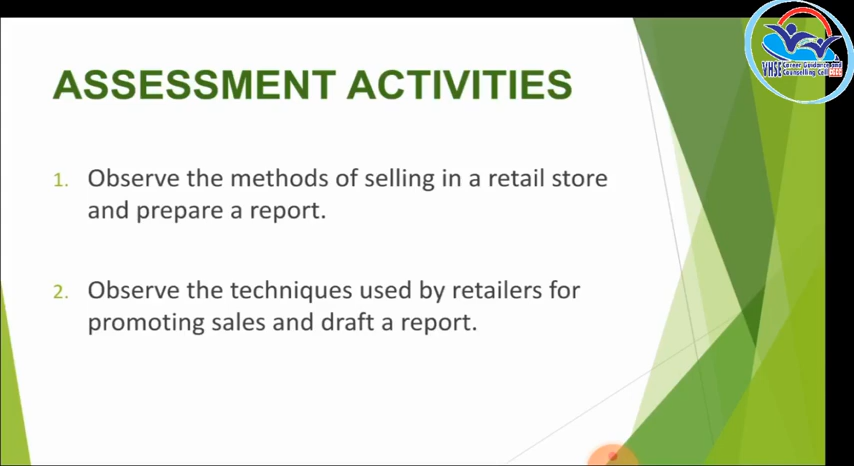 VHSE Career Guidance and
Counselling Cell CGCC
ASSESSMENT ACTIVITIES
1. Observe the methods of selling in a retail store
and prepare a report.
2. Observe the techniques used by retailers for
promoting sales and draft a report.